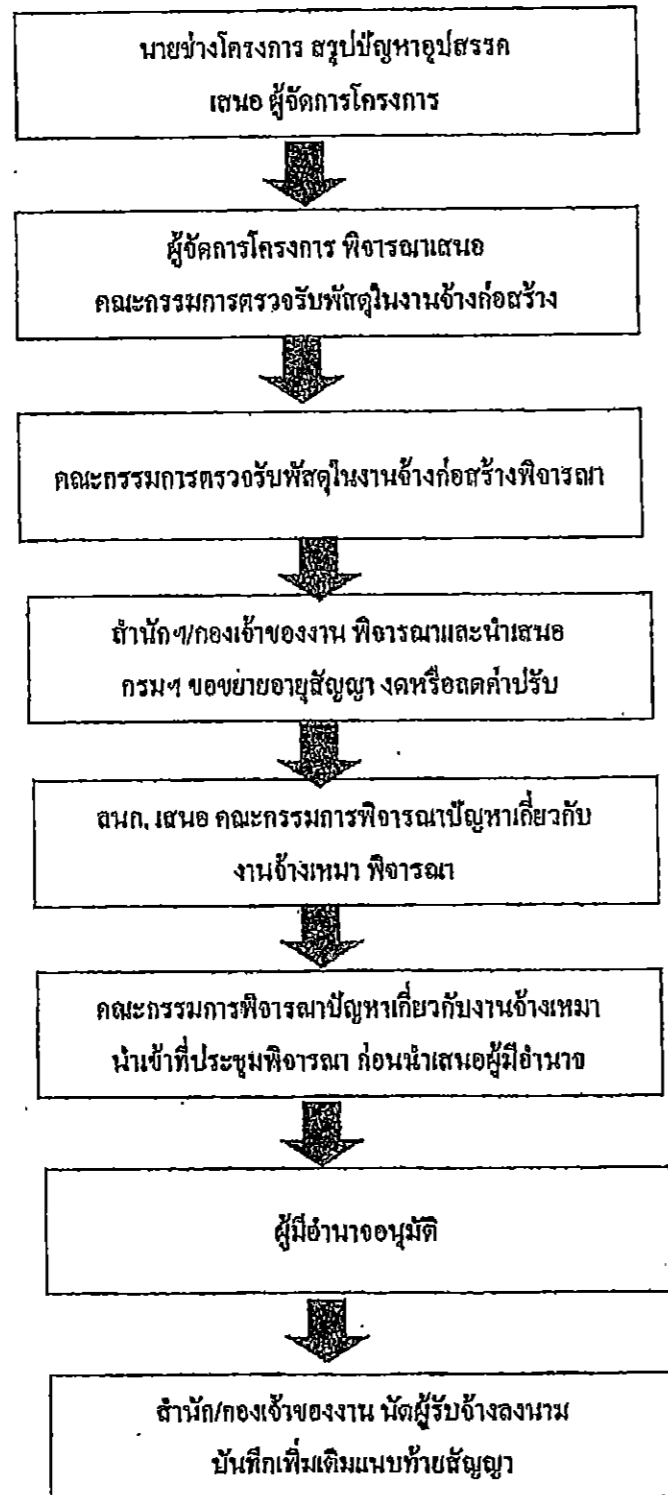 นายช่างโครงการ สรุปปัญหาอุปสรรค
เสนอ ผู้จัดการโครงการ
ผู้จัดการโครงการ พิจารณาเสนอ
คณะกรรมการตรวจรับพัสดุในงานจ้างก่อสร้าง
คณะกรรมการตรวจรับพัสดุในงานจ้างก่อสร้างพิจารณา
สำนักฯ/กองเจ้าของงาน พิจารณาและนำเสนอ
กรมฯ ขอขยายอายุสัญญา งดหรือลดค่าปรับ
สนก. เสนอ คณะกรรมการพิจารณาปัญหาเกี่ยวกับ
งานจ้างเหมา พิจารณา
คณะกรรมการพิจารณาปัญหาเกี่ยวกับงานจ้างเหมา
นำเข้าที่ประชุมพิจารณา ก่อนนำเสนอผู้มีอำนาจ
ผู้มีอำนาจอนุมัติ
สำนัก/กองเจ้าของงาน นัดผู้รับจ้างลงนาม
บันทึกเพิ่มเติมแนบท้ายสัญญา